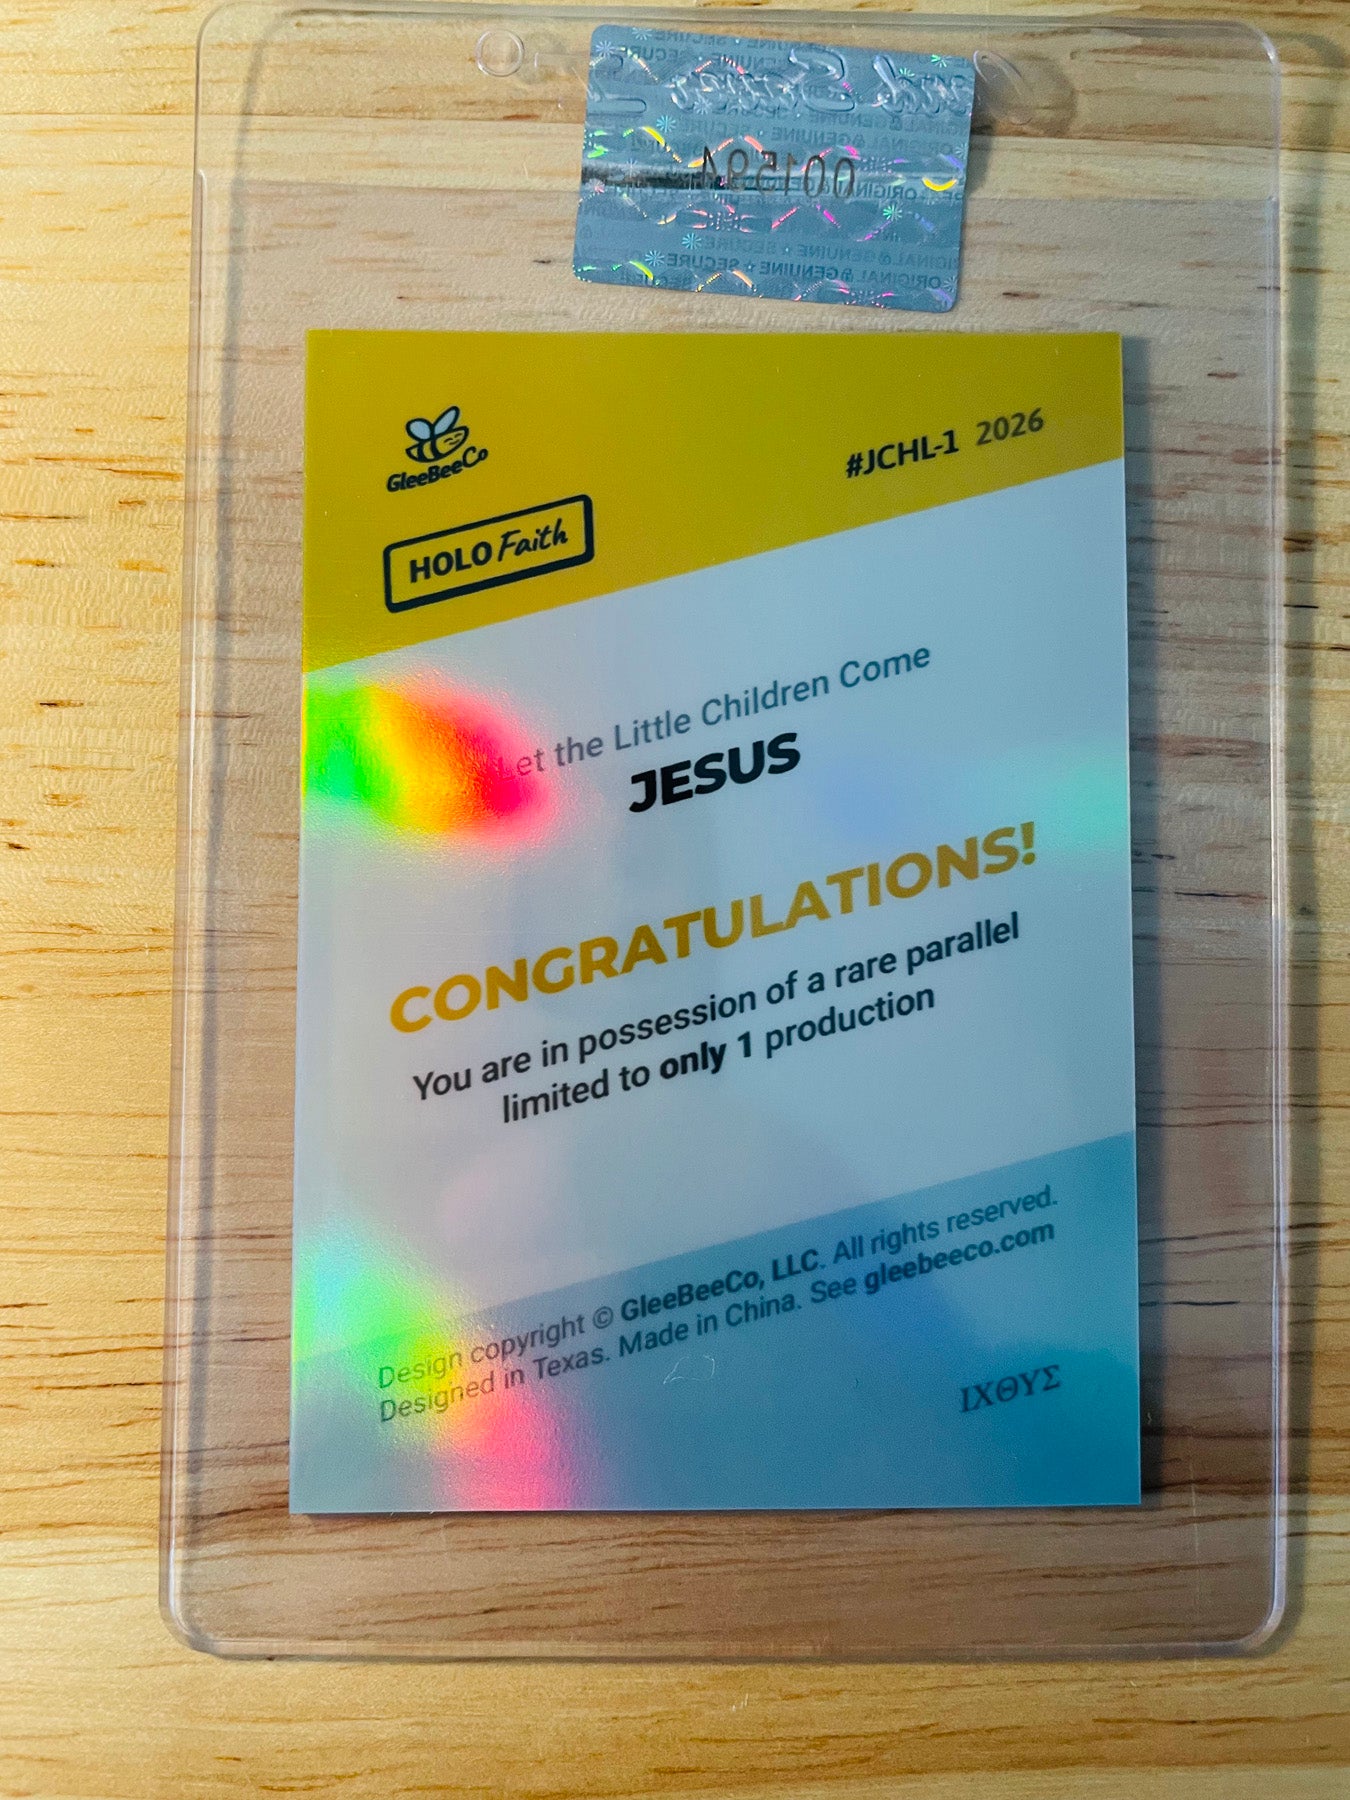 001594
GleeBeeCo
#JCHL-1 2026
HOLO Faith
Let the Little Children Come
JESUS
CONGRATULATIONS!
You are in possession of a rare parallel
limited to only 1 production
Design copyright © GleeBeeCo, LLC. All rights reserved.
Designed in Texas. Made in China. See gleebeeco.com
ΙΧΘΥΣ